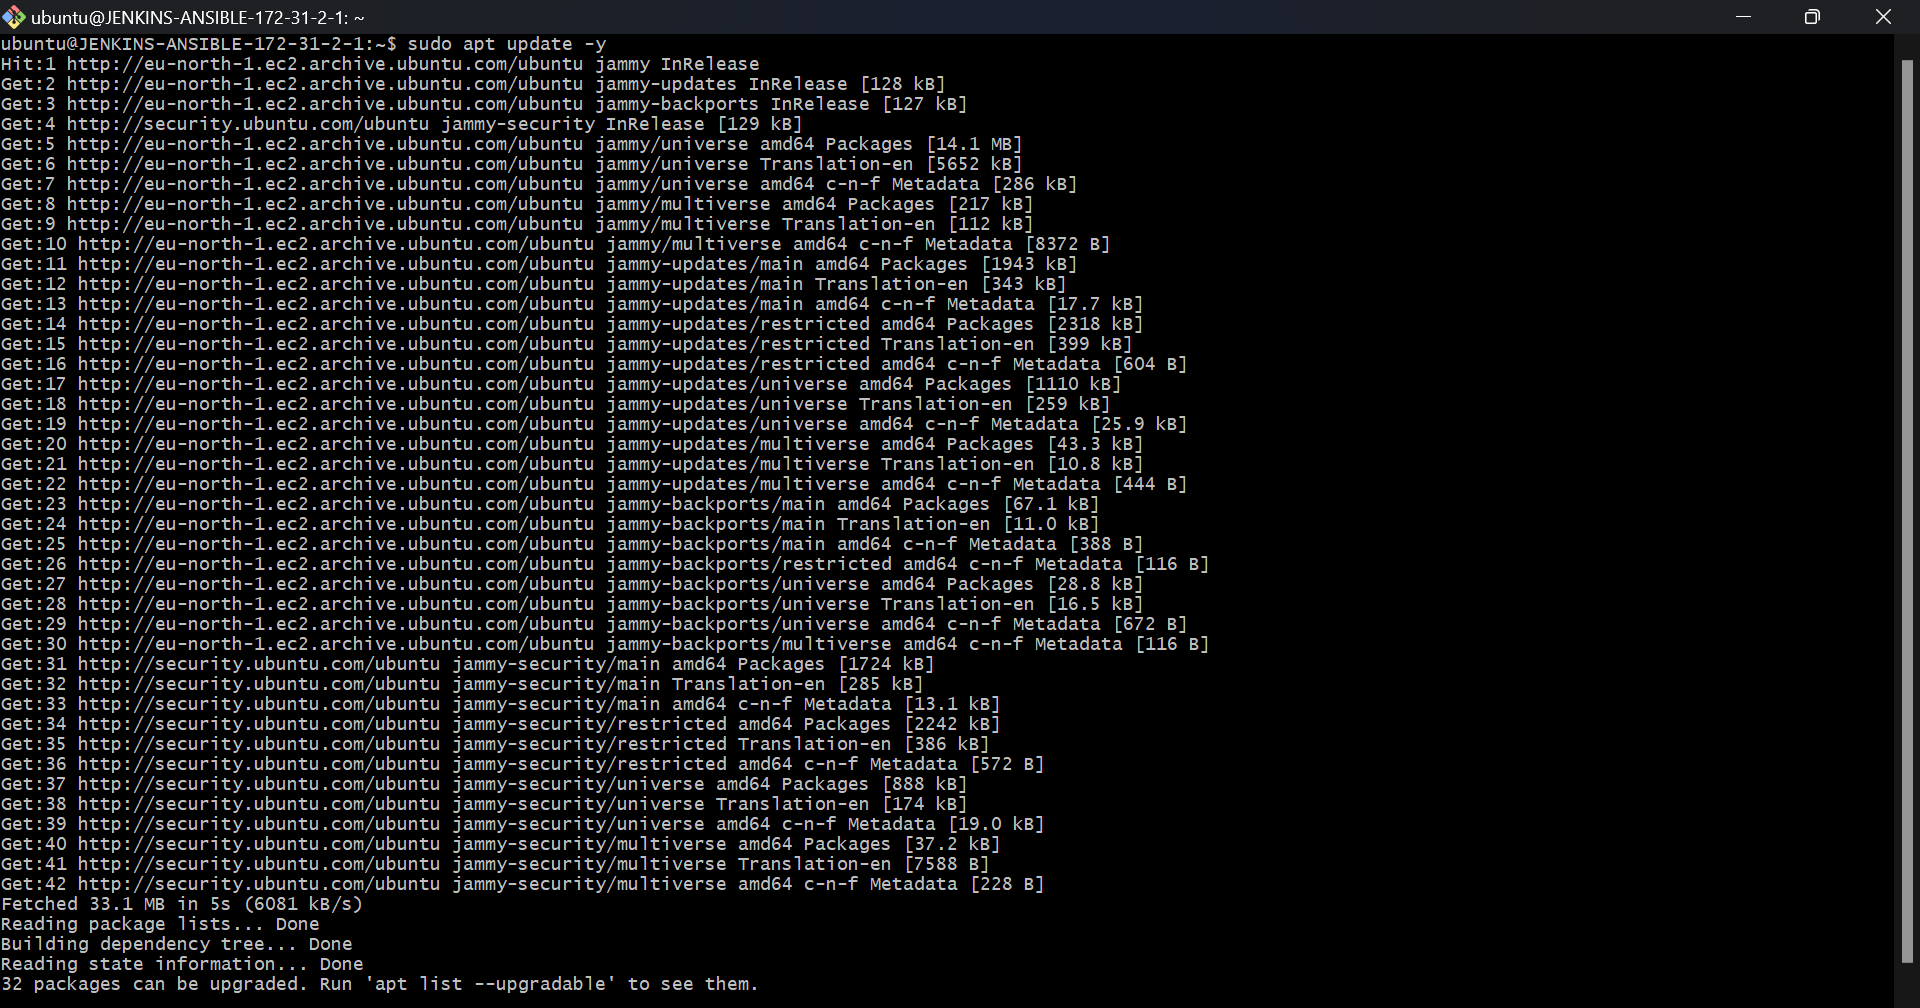 ubuntu@JENKINS-ANSIBLE-172-31-2-1: ~
ubuntu@JENKINS-ANSIBLE-172-31-2-1:~$ sudo apt update -y
Hit:1 http://eu-north-1.ec2.archive.ubuntu.com/ubuntu jammy InRelease
Get:2 http://eu-north-1.ec2.archive.ubuntu.com/ubuntu jammy-updates InRelease [128 kB]
Get:3 http://eu-north-1.ec2.archive.ubuntu.com/ubuntu jammy-backports InRelease [127 kB]
Get:4 http://security.ubuntu.com/ubuntu jammy-security InRelease [129 kB]
Get:5 http://eu-north-1.ec2.archive.ubuntu.com/ubuntu jammy/universe amd64 Packages [14.1 MB]
Get:6 http://eu-north-1.ec2.archive.ubuntu.com/ubuntu jammy/universe Translation-en [5652 kB]
Get:7 http://eu-north-1.ec2.archive.ubuntu.com/ubuntu jammy/universe amd64 c-n-f Metadata [286 kB]
Get:8 http://eu-north-1.ec2.archive.ubuntu.com/ubuntu jammy/multiverse amd64 Packages [217 kB]
Get:9 http://eu-north-1.ec2.archive.ubuntu.com/ubuntu jammy/multiverse Translation-en [112 kB]
Get:10 http://eu-north-1.ec2.archive.ubuntu.com/ubuntu jammy/multiverse amd64 c-n-f Metadata [8372 B]
Get:11 http://eu-north-1.ec2.archive.ubuntu.com/ubuntu jammy-updates/main amd64 Packages [1943 kB]
Get:12 http://eu-north-1.ec2.archive.ubuntu.com/ubuntu jammy-updates/main Translation-en [343 kB]
Get:13 http://eu-north-1.ec2.archive.ubuntu.com/ubuntu jammy-updates/main amd64 c-n-f Metadata [17.7 kB]
Get:14 http://eu-north-1.ec2.archive.ubuntu.com/ubuntu jammy-updates/restricted amd64 Packages [2318 kB]
Get:15 http://eu-north-1.ec2.archive.ubuntu.com/ubuntu jammy-updates/restricted Translation-en [399 kB]
Get:16 http://eu-north-1.ec2.archive.ubuntu.com/ubuntu jammy-updates/restricted amd64 c-n-f Metadata [604 B]
Get:17 http://eu-north-1.ec2.archive.ubuntu.com/ubuntu jammy-updates/universe amd64 Packages [1110 kB]
Get:18 http://eu-north-1.ec2.archive.ubuntu.com/ubuntu jammy-updates/universe Translation-en [259 kB]
Get:19 http://eu-north-1.ec2.archive.ubuntu.com/ubuntu jammy-updates/universe amd64 c-n-f Metadata [25.9 kB]
Get:20 http://eu-north-1.ec2.archive.ubuntu.com/ubuntu jammy-updates/multiverse amd64 Packages [43.3 kB]
Get:21 http://eu-north-1.ec2.archive.ubuntu.com/ubuntu jammy-updates/multiverse Translation-en [10.8 kB]
Get:22 http://eu-north-1.ec2.archive.ubuntu.com/ubuntu jammy-updates/multiverse amd64 c-n-f Metadata [444 B]
Get:23 http://eu-north-1.ec2.archive.ubuntu.com/ubuntu jammy-backports/main amd64 Packages [67.1 kB]
Get:24 http://eu-north-1.ec2.archive.ubuntu.com/ubuntu jammy-backports/main Translation-en [11.0 kB]
Get:25 http://eu-north-1.ec2.archive.ubuntu.com/ubuntu jammy-backports/main amd64 c-n-f Metadata [388 B]
Get:26 http://eu-north-1.ec2.archive.ubuntu.com/ubuntu jammy-backports/restricted amd64 c-n-f Metadata [116 B]
Get:27 http://eu-north-1.ec2.archive.ubuntu.com/ubuntu jammy-backports/universe amd64 Packages [28.8 kB]
Get:28 http://eu-north-1.ec2.archive.ubuntu.com/ubuntu jammy-backports/universe Translation-en [16.5 kB]
Get:29 http://eu-north-1.ec2.archive.ubuntu.com/ubuntu jammy-backports/universe amd64 c-n-f Metadata [672 B]
Get:30 http://eu-north-1.ec2.archive.ubuntu.com/ubuntu jammy-backports/multiverse amd64 c-n-f Metadata [116 B]
Get:31 http://security.ubuntu.com/ubuntu jammy-security/main amd64 Packages [1724 kB]
Get:32 http://security.ubuntu.com/ubuntu jammy-security/main Translation-en [285 kB]
Get:33 http://security.ubuntu.com/ubuntu jammy-security/main amd64 c-n-f Metadata [13.1 kB]
Get:34 http://security.ubuntu.com/ubuntu jammy-security/restricted amd64 Packages [2242 kB]
Get:35 http://security.ubuntu.com/ubuntu jammy-security/restricted Translation-en [386 kB]
Get:36 http://security.ubuntu.com/ubuntu jammy-security/restricted amd64 c-n-f Metadata [572 B]
Get:37 http://security.ubuntu.com/ubuntu jammy-security/universe amd64 Packages [888 kB]
Get:38 http://security.ubuntu.com/ubuntu jammy-security/universe Translation-en [174 kB]
Get:39 http://security.ubuntu.com/ubuntu jammy-security/universe amd64 c-n-f Metadata [19.0 kB]
Get:40 http://security.ubuntu.com/ubuntu jammy-security/multiverse amd64 Packages [37.2 kB]
Get:41 http://security.ubuntu.com/ubuntu jammy-security/multiverse Translation-en [7588 B]
Get:42 http://security.ubuntu.com/ubuntu jammy-security/multiverse amd64 c-n-f Metadata [228 B]
Fetched 33.1 MB in 5s (6081 kB/s)
Reading package lists... Done
Building dependency tree... Done
Reading state information... Done
32 packages can be upgraded. Run 'apt list --upgradable' to see them.